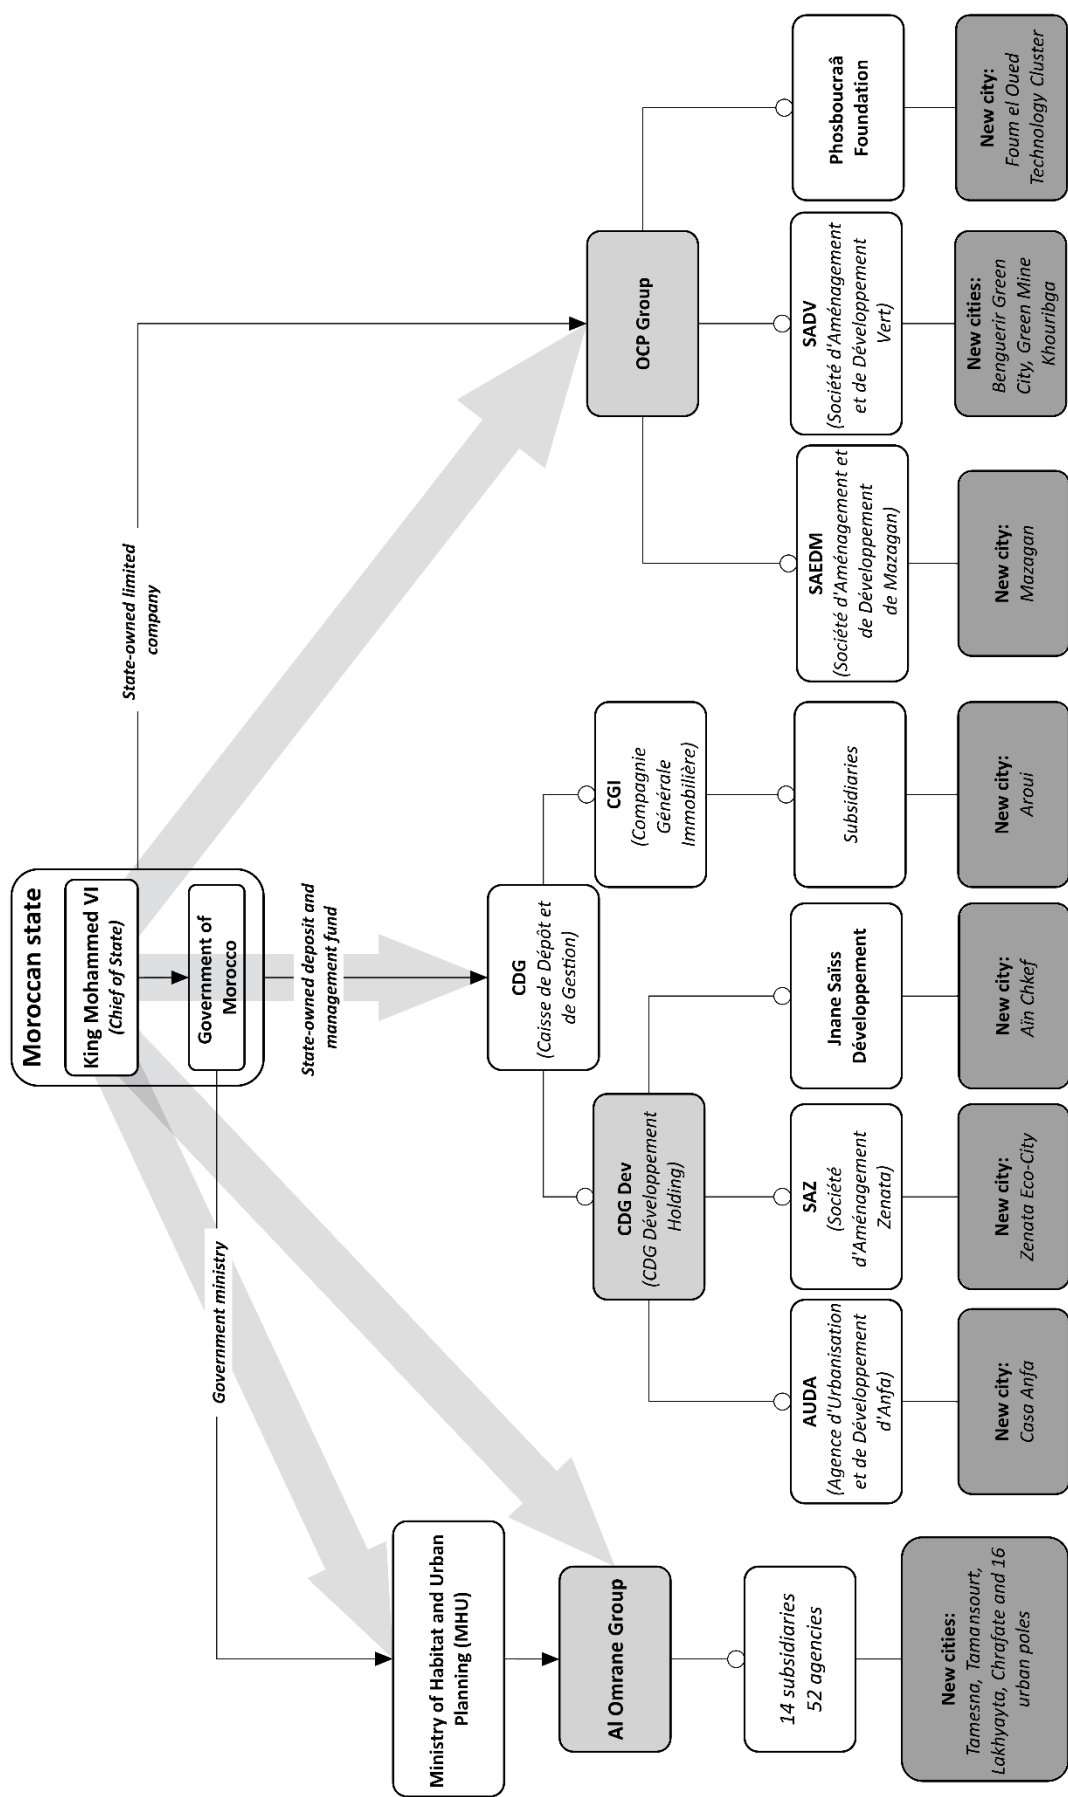 Moroccan state
King Mohammed VI
(Chief of State)
Government of
Morocco
Government ministry
State-owned deposit and
management fund
State-owned limited
company
Ministry of Habitat and Urban
Planning (MHU)
Al Omrane Group
14 subsidiaries
52 agencies
New cities:
Tamesna, Tamansourt,
Lakhyayta, Chrafate and 16
urban poles
CDG
(Caisse de Dépôt et
de Gestion)
CDG Dev
(CDG Développement
Holding)
CGI
(Compagnie
Générale
Immobilière)
AUDA
(Agence d'Urbanisation
et de Développement
d'Anfa)
SAZ
(Société
d'Aménagement
Zenata)
Jnane Saïss
Développement
Subsidiaries
New city:
Casa Anfa
New city:
Zenata Eco-City
New city:
Aïn Chkef
New city:
Aroui
OCP Group
SAEDM
(Société d'Aménagement et
de Développement
de Mazagan)
SADV
(Société d'Aménagement
et de Développement
Vert)
Phosboucraâ
Foundation
New city:
Mazagan
New cities:
Benguerir Green
City, Green Mine
Khouribga
New city:
Foum el Oued
Technology Cluster